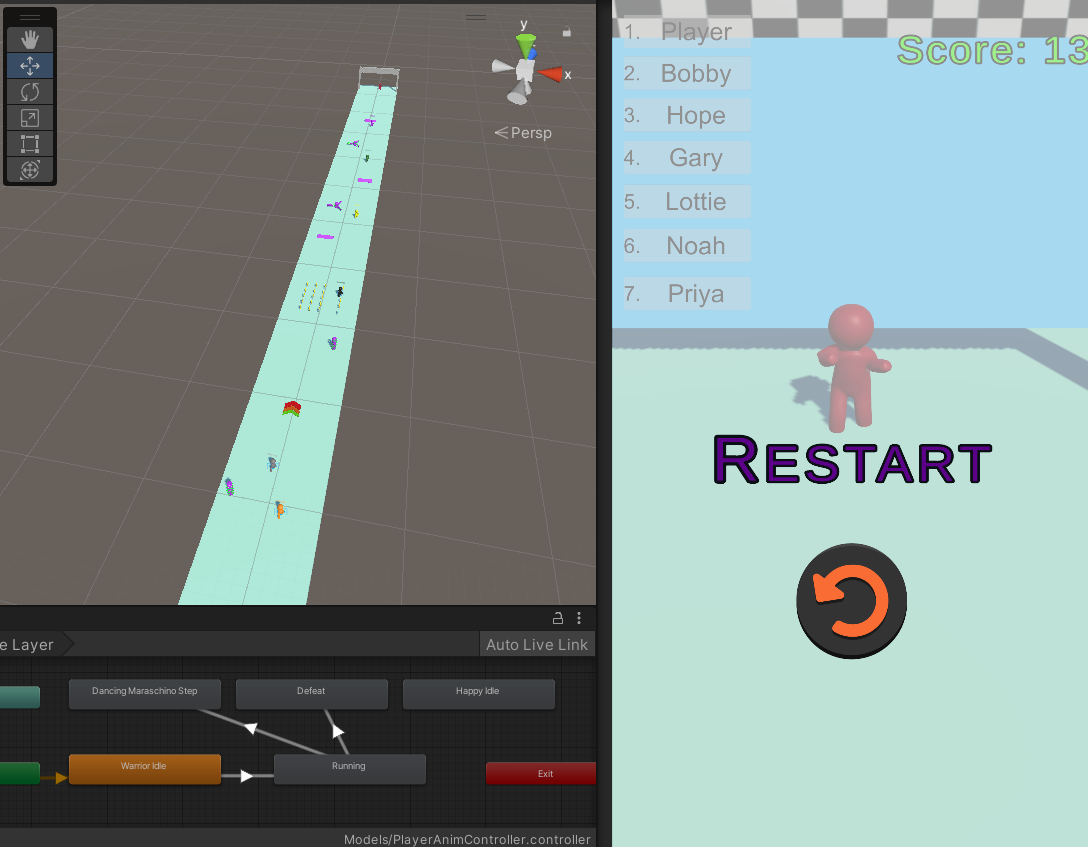 y
x
Persp
e Layer
Auto Live Link
Dancing Maraschino Step
Defeat
Happy Idle
Warrior Idle
Running
Exit
Models/PlayerAnimController.controller
Score: 13
1. Player
2. Bobby
3. Hope
4. Gary
5. Lottie
6. Noah
7. Priya
RESTART